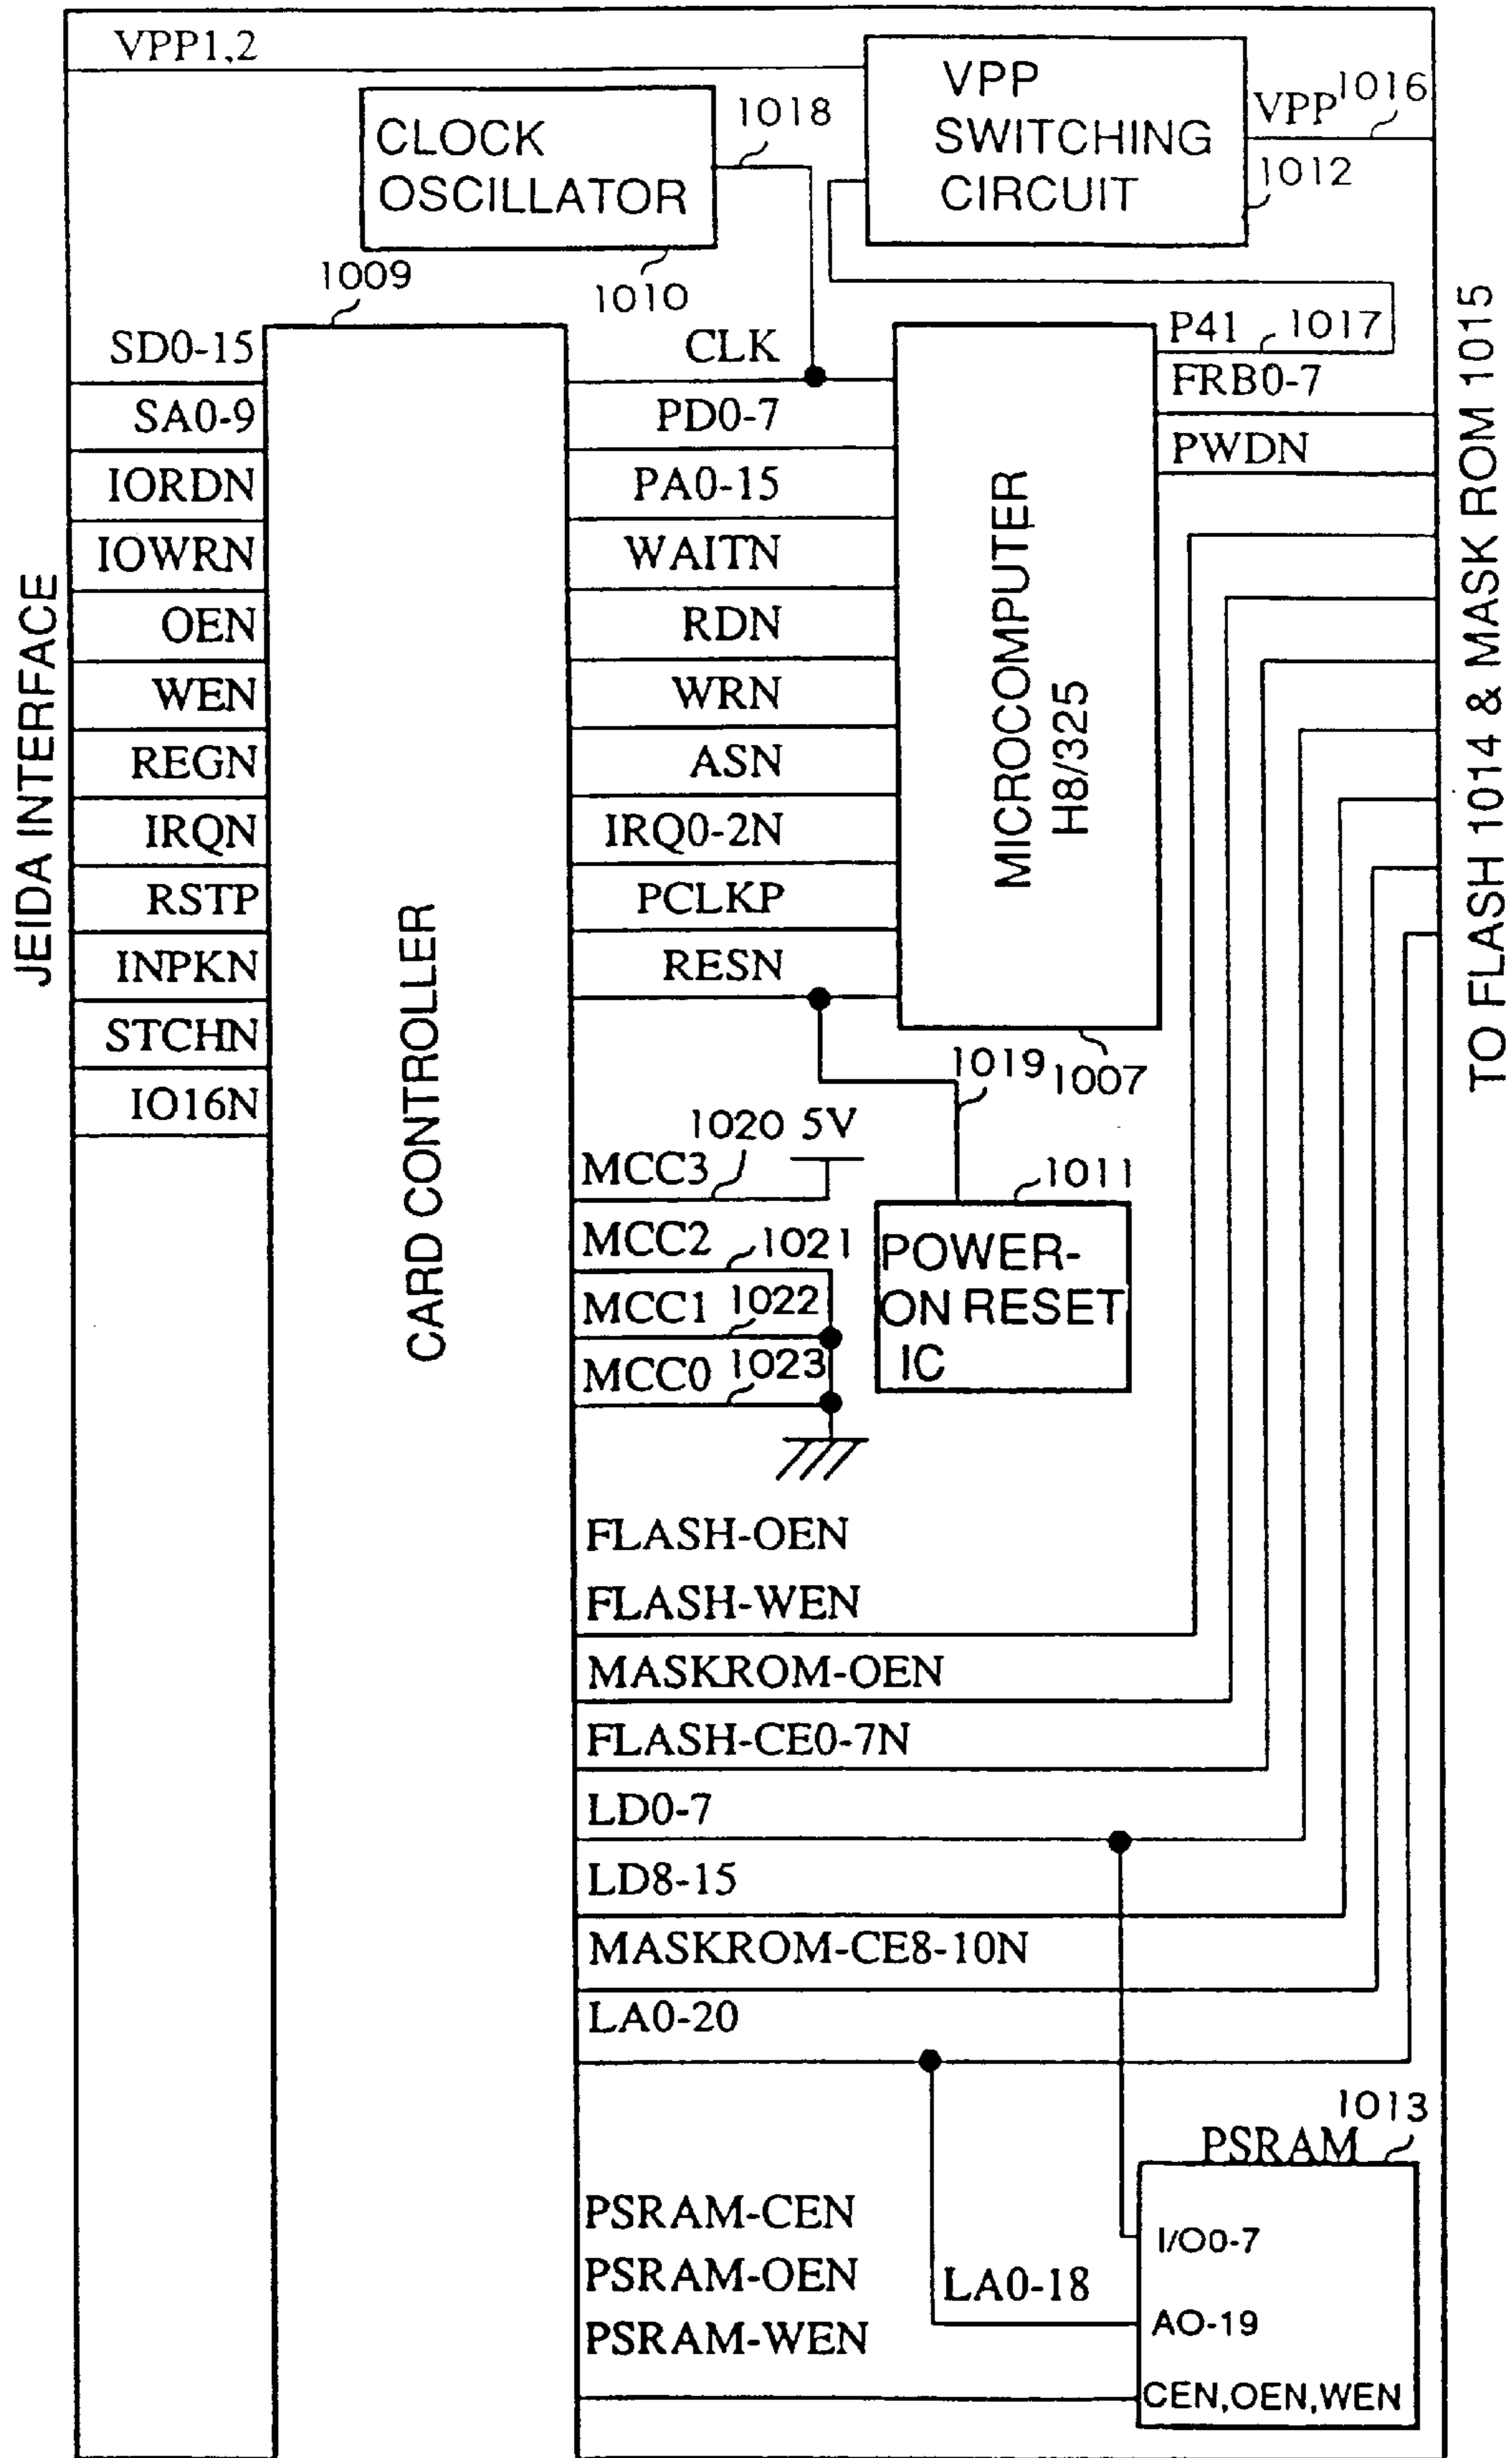 VPP1,2
VPP
SWITCHING
CIRCUIT
VPP
1016
1012
CLOCK
OSCILLATOR
1018
1010
1009
JEIDA INTERFACE
SD0-15
SA0-9
IORDN
IOWRN
OEN
WEN
REGN
IRQN
RSTP
INPKN
STCHN
IO16N
CARD CONTROLLER
CLK
PD0-7
PA0-15
WAITN
RDN
WRN
ASN
IRQ0-2N
PCLKP
RESN
MICROCOMPUTER
H8/325
P41
1017
FRB0-7
PWDN
TO FLASH 1014 & MASK ROM 1015
1019
1007
1020
5V
MCC3
MCC2
1021
MCC1
1022
MCC0
1023
1011
POWER-
ON RESET
IC
FLASH-OEN
FLASH-WEN
MASKROM-OEN
FLASH-CE0-7N
LD0-7
LD8-15
MASKROM-CE8-10N
LA0-20
1013
PSRAM
PSRAM-CEN
PSRAM-OEN
PSRAM-WEN
LA0-18
I/O0-7
AO-19
CEN,OEN,WEN